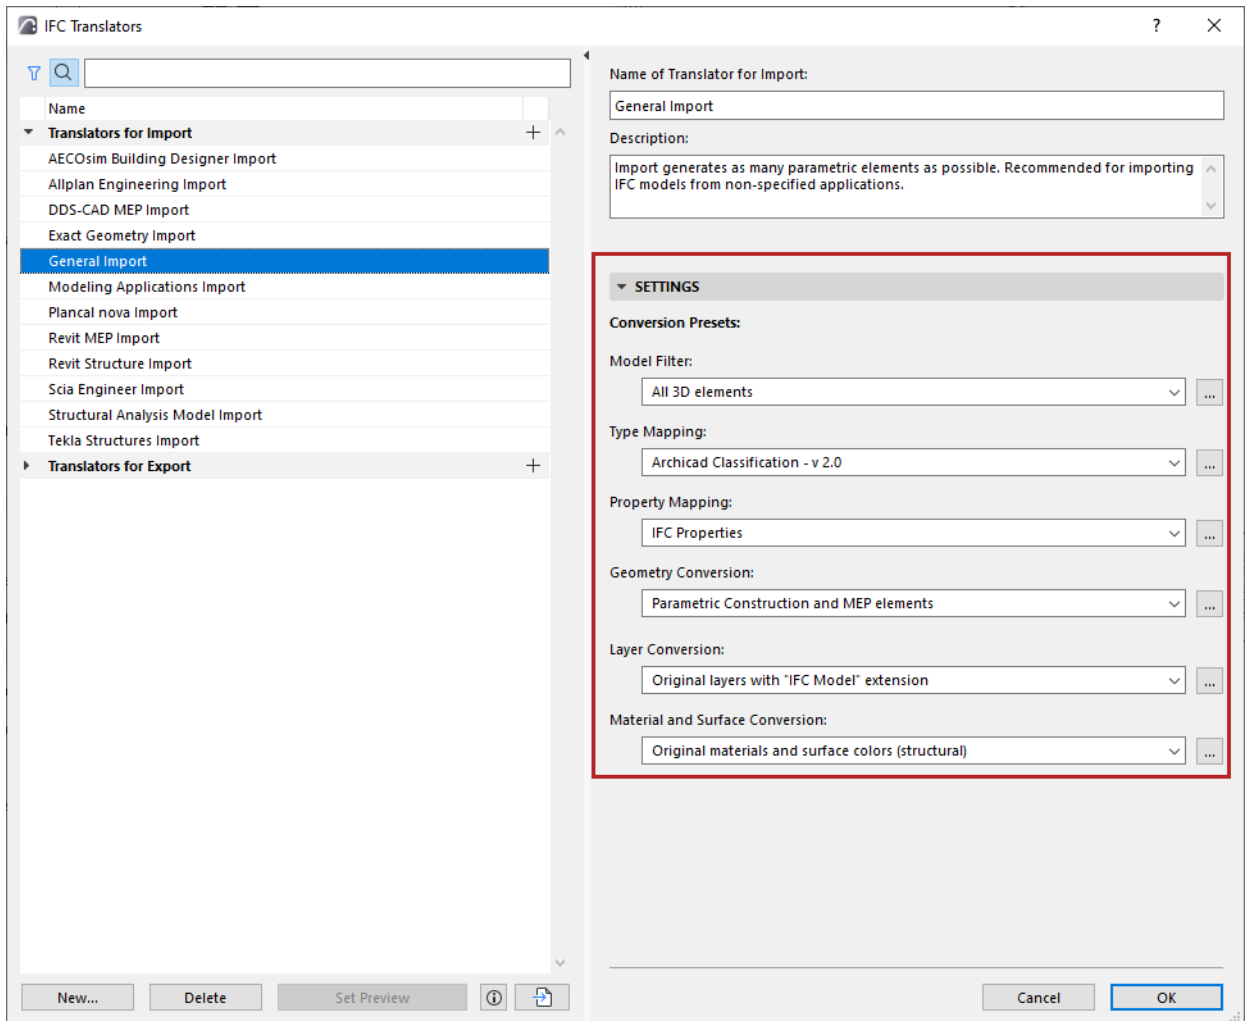 IFC Translators
?
Name
Translators for Import
AECOsim Building Designer Import
Allplan Engineering Import
DDS-CAD MEP Import
Exact Geometry Import
General Import
Modeling Applications Import
Plancal nova Import
Revit MEP Import
Revit Structure Import
Scia Engineer Import
Structural Analysis Model Import
Tekla Structures Import
Translators for Export
New...
Delete
Set Preview
Name of Translator for Import:
General Import
Description:
Import generates as many parametric elements as possible. Recommended for importing
IFC models from non-specified applications.
SETTINGS
Conversion Presets:
Model Filter:
All 3D elements
...
Type Mapping:
Archicad Classification - v 2.0
...
Property Mapping:
IFC Properties
...
Geometry Conversion:
Parametric Construction and MEP elements
...
Layer Conversion:
Original layers with "IFC Model" extension
...
Material and Surface Conversion:
Original materials and surface colors (structural)
...
Cancel
OK